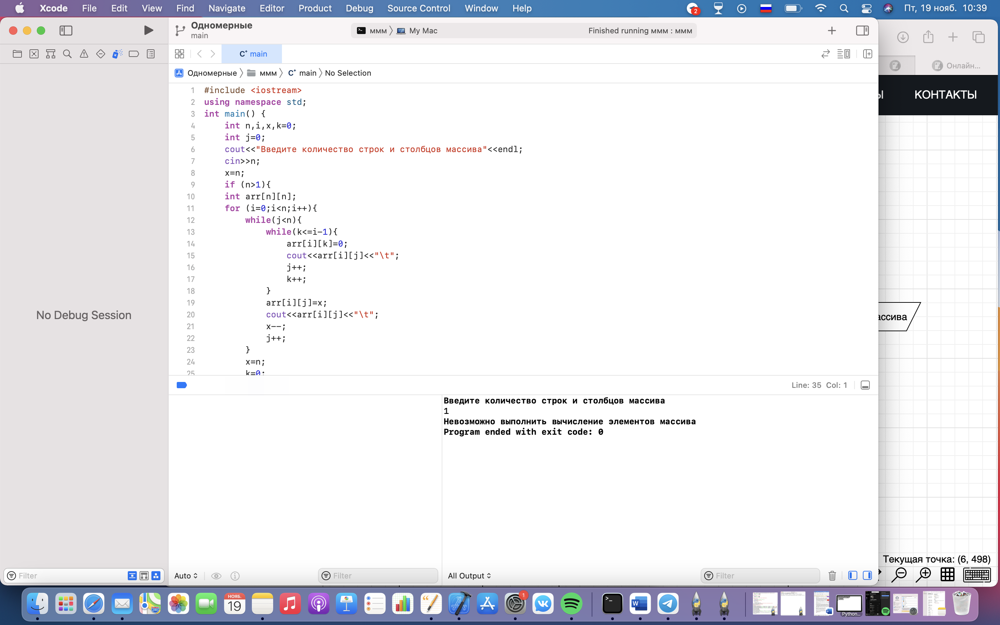 Xcode File Edit View Find Navigate Editor Product Debug Source Control Window Help 2 Пт, 19 нояб. 10:39
Одномерные
main
ммм 〉 My Mac Finished running ммм : ммм
main
Онлайн...
Одномерные 〉 ммм 〉 main 〉 No Selection
КОНТАКТЫ
1 #include <iostream>
2 using namespace std;
3 int main() {
4 int n,i,x,k=0;
5 int j=0;
6 cout<<"Введите количество строк и столбцов массива"<<endl;
7 cin>>n;
8 x=n;
9 if (n>1){
10 int arr[n][n];
11 for (i=0;i<n;i++){
12 while(j<n){
13 while(k<=i-1){
14 arr[i][k]=0;
15 cout<<arr[i][j]<<"\t";
16 j++;
17 k++;
18 }
19 arr[i][j]=x;
20 cout<<arr[i][j]<<"\t";
21 x--;
22 j++;
23 }
24 x=n;
25 k=0;
No Debug Session
ассива
Line: 35 Col: 1
Введите количество строк и столбцов массива
1
Невозможно выполнить вычисление элементов массива
Program ended with exit code: 0
Текущая точка: (6, 498)
Filter Auto Filter All Output Filter
НОЯБ.
19
280
1
Python...